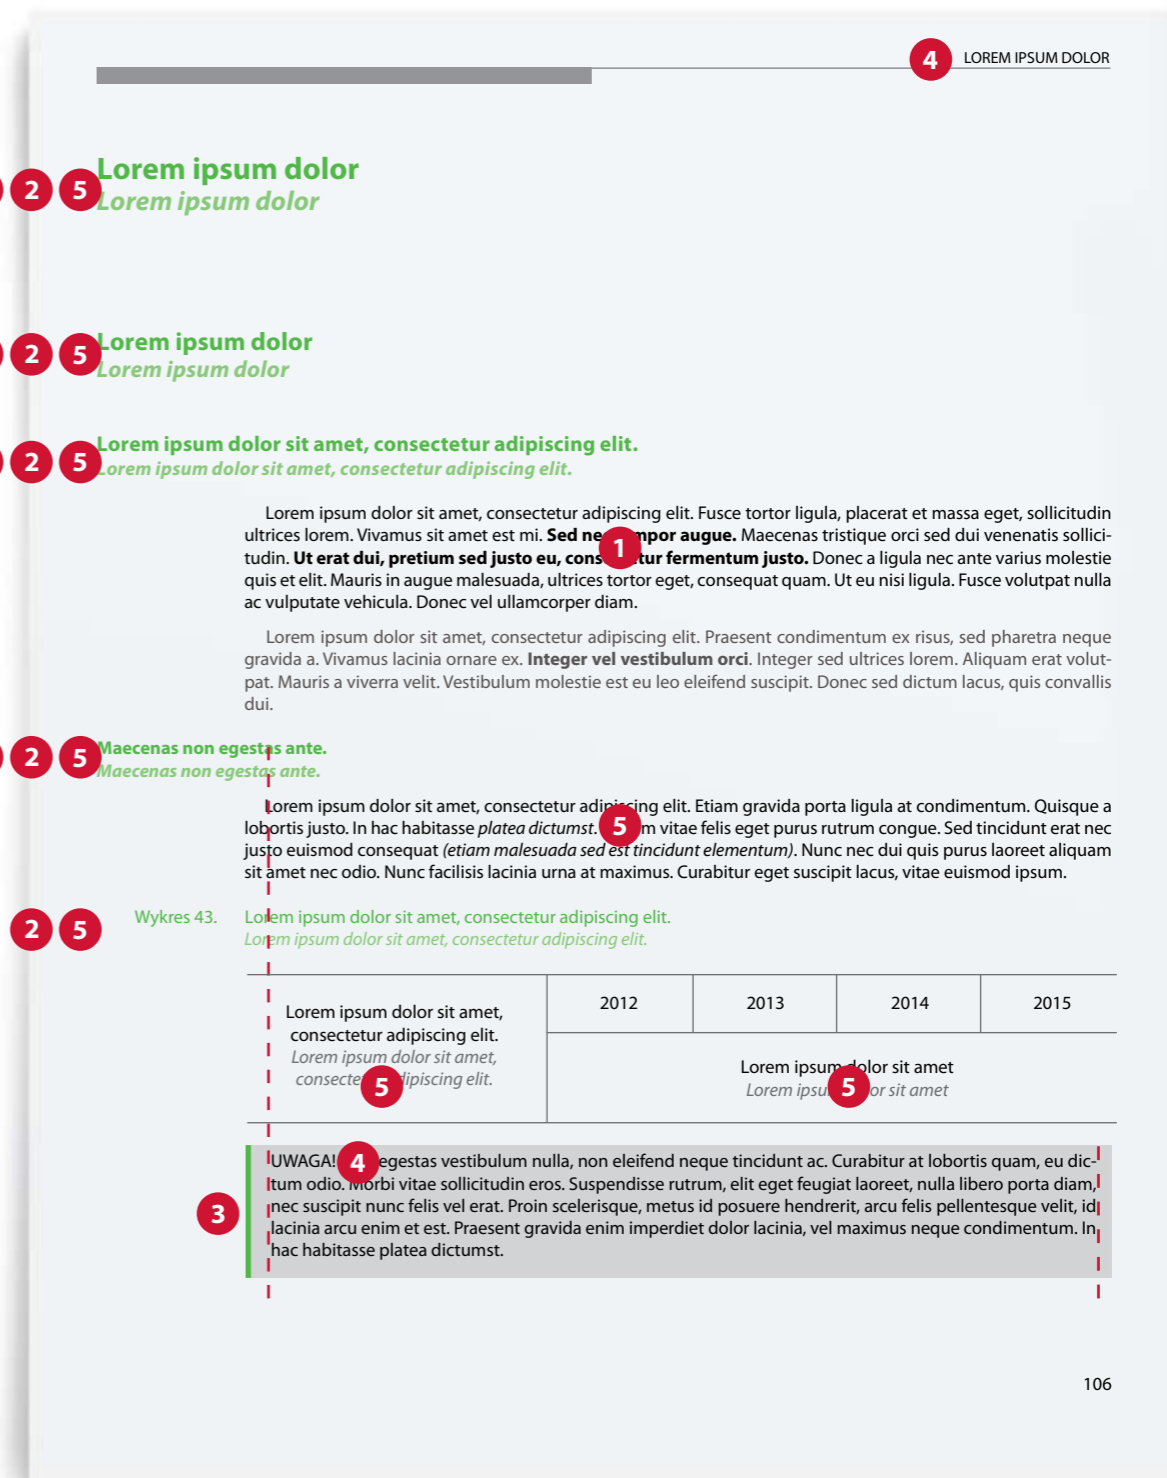 4 LOREM IPSUM DOLOR
Lorem ipsum dolor
2 5 Lorem ipsum dolor
Lorem ipsum dolor
2 5 Lorem ipsum dolor
Lorem ipsum dolor sit amet, consectetur adipiscing elit.
2 5 Lorem ipsum dolor sit amet, consectetur adipiscing elit.
Lorem ipsum dolor sit amet, consectetur adipiscing elit. Fusce tortor ligula, placerat et massa eget, sollicitudin
ultrices lorem. Vivamus sit amet est mi. Sed augue. Maecenas tristique orci sed dui venenatis sollici-
tudin. Ut erat dui, pretium sed justo eu, 1 fermentum justo. Donec a ligula nec ante varius molestie
quis et elit. Mauris in augue malesuada, ultrices tortor eget, consequat quam. Ut eu nisi ligula. Fusce volutpat nulla
ac vulputate vehicula. Donec vel ullamcorper diam.
Lorem ipsum dolor sit amet, consectetur adipiscing elit. Praesent condimentum ex risus, sed pharetra neque
gravida a. Vivamus lacinia ornare ex. Integer vel vestibulum orci. Integer sed ultrices lorem. Aliquam erat volut-
pat. Mauris a viverra velit. Vestibulum molestie est eu leo eleifend suscipit. Donec sed dictum lacus, quis convallis
dui.
Maecenas non egestas ante.
2 5 Maecenas non egestas ante.
Lorem ipsum dolor sit amet, consectetur adipiscing elit. Etiam gravida porta ligula at condimentum. Quisque a
lobortis justo. In hac habitasse platea dictumst. 5 vitae felis eget purus rutrum congue. Sed tincidunt erat nec
justo euismod consequat (etiam malesuada sed est tincidunt elementum). Nunc nec dui quis purus laoreet aliquam
sit amet nec odio. Nunc facilisis lacinia urna at maximus. Curabitur eget suscipit lacus, vitae euismod ipsum.
2 5 Wykres 43. Lorem ipsum dolor sit amet, consectetur adipiscing elit.
Lorem ipsum dolor sit amet, consectetur adipiscing elit.
2012 2013 2014 2015
Lorem ipsum dolor sit amet,
consectetur adipiscing elit.
Lorem ipsum dolor sit amet,
5 elit.
Lorem ipsum dolor sit amet
Lorem 5 sit amet
UWAGA! 4 egestas vestibulum nulla, non eleifend neque tincidunt ac. Curabitur at lobortis quam, eu dic-
tum odio. Morbi vitae sollicitudin eros. Suspendisse rutrum, elit eget feugiat laoreet, nulla libero porta diam,
3 nec suscipit nunc felis vel erat. Proin scelerisque, metus id posuere hendrerit, arcu felis pellentesque velit, id
lacinia arcu enim et est. Praesent gravida enim imperdiet dolor lacinia, vel maximus neque condimentum. In
hac habitasse platea dictumst.
106